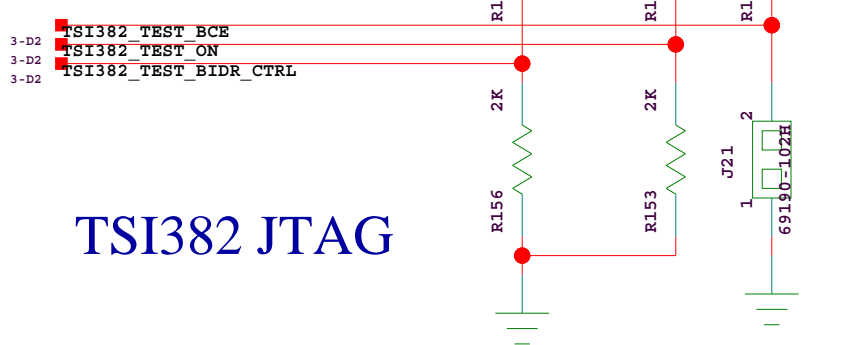 R1
R1
R1
TSI382_TEST_BCE
3-D2
TSI382_TEST_ON
3-D2
TSI382_TEST_BIDR_CTRL
3-D2
2K
2K
2
J21
69190-102H
1
R156
R153
TSI382 JTAG